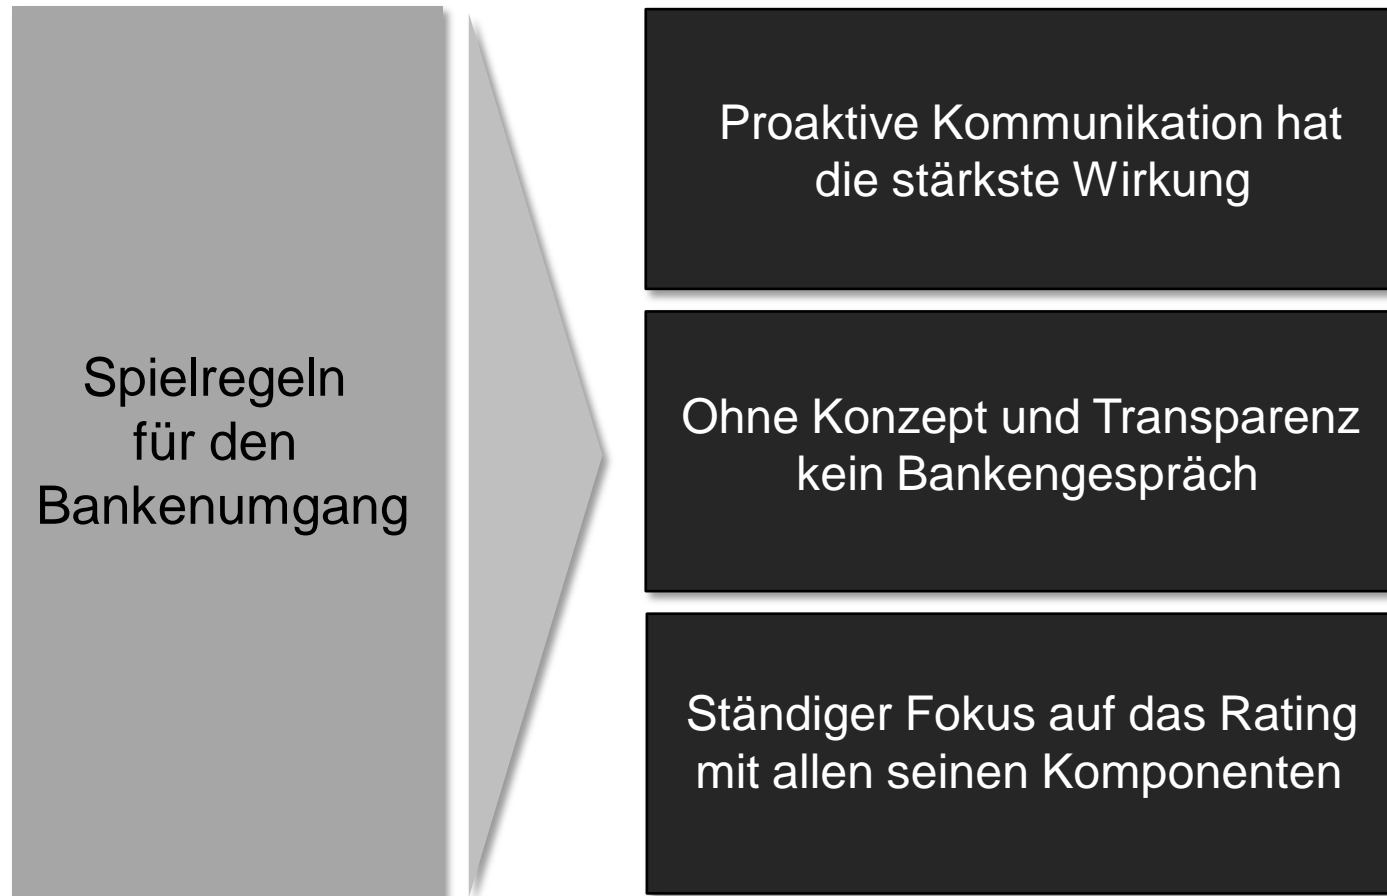 Spielregeln
für den
Bankenumgang
Proaktive Kommunikation hat
die stärkste Wirkung
Ohne Konzept und Transparenz
kein Bankengespräch
Ständiger Fokus auf das Rating
mit allen seinen Komponenten